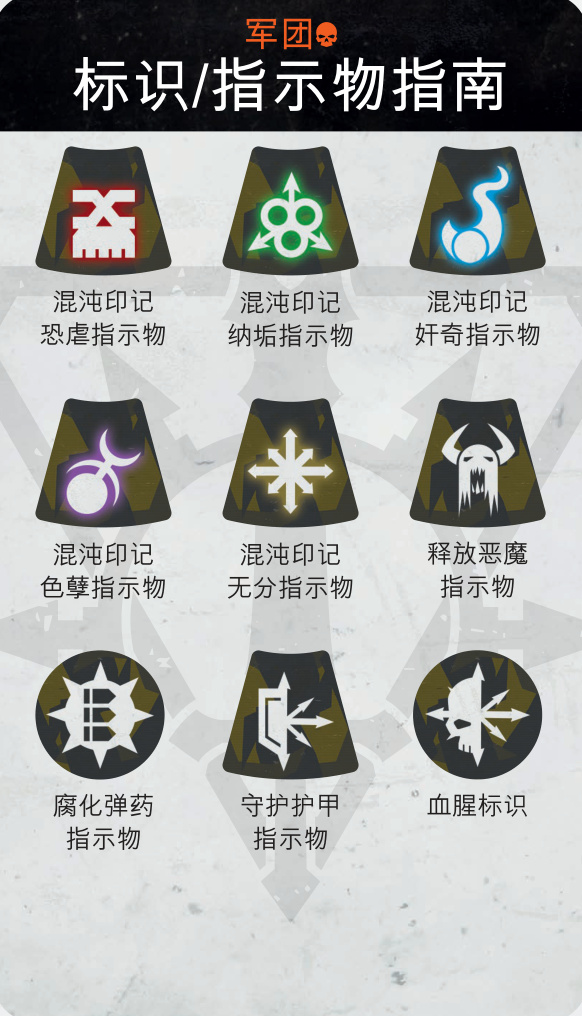 军团
标识/指示物指南
混沌印记
恐虐指示物
混沌印记
纳垢指示物
混沌印记
奸奇指示物
混沌印记
色孽指示物
混沌印记
无分指示物
释放恶魔
指示物
腐化弹药
指示物
守护护甲
指示物
血腥标识